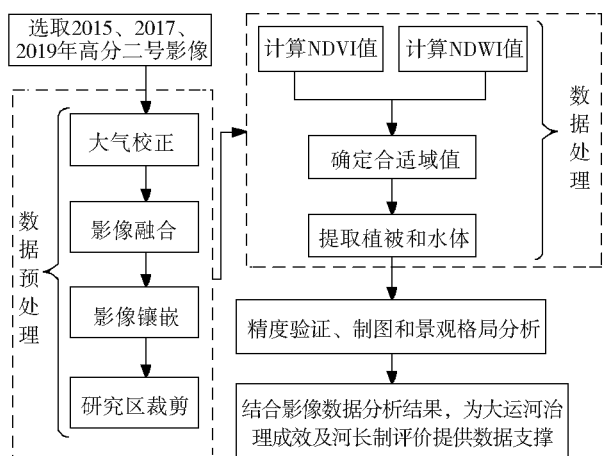 选取2015、2017、
2019年高分二号影像
数据预处理
大气校正
影像融合
影像镶嵌
研究区裁剪
计算NDVI值
计算NDWI值
确定合适域值
提取植被和水体
数据处理
精度验证、制图和景观格局分析
结合影像数据分析结果，为大运河治
理成效及河长制评价提供数据支撑